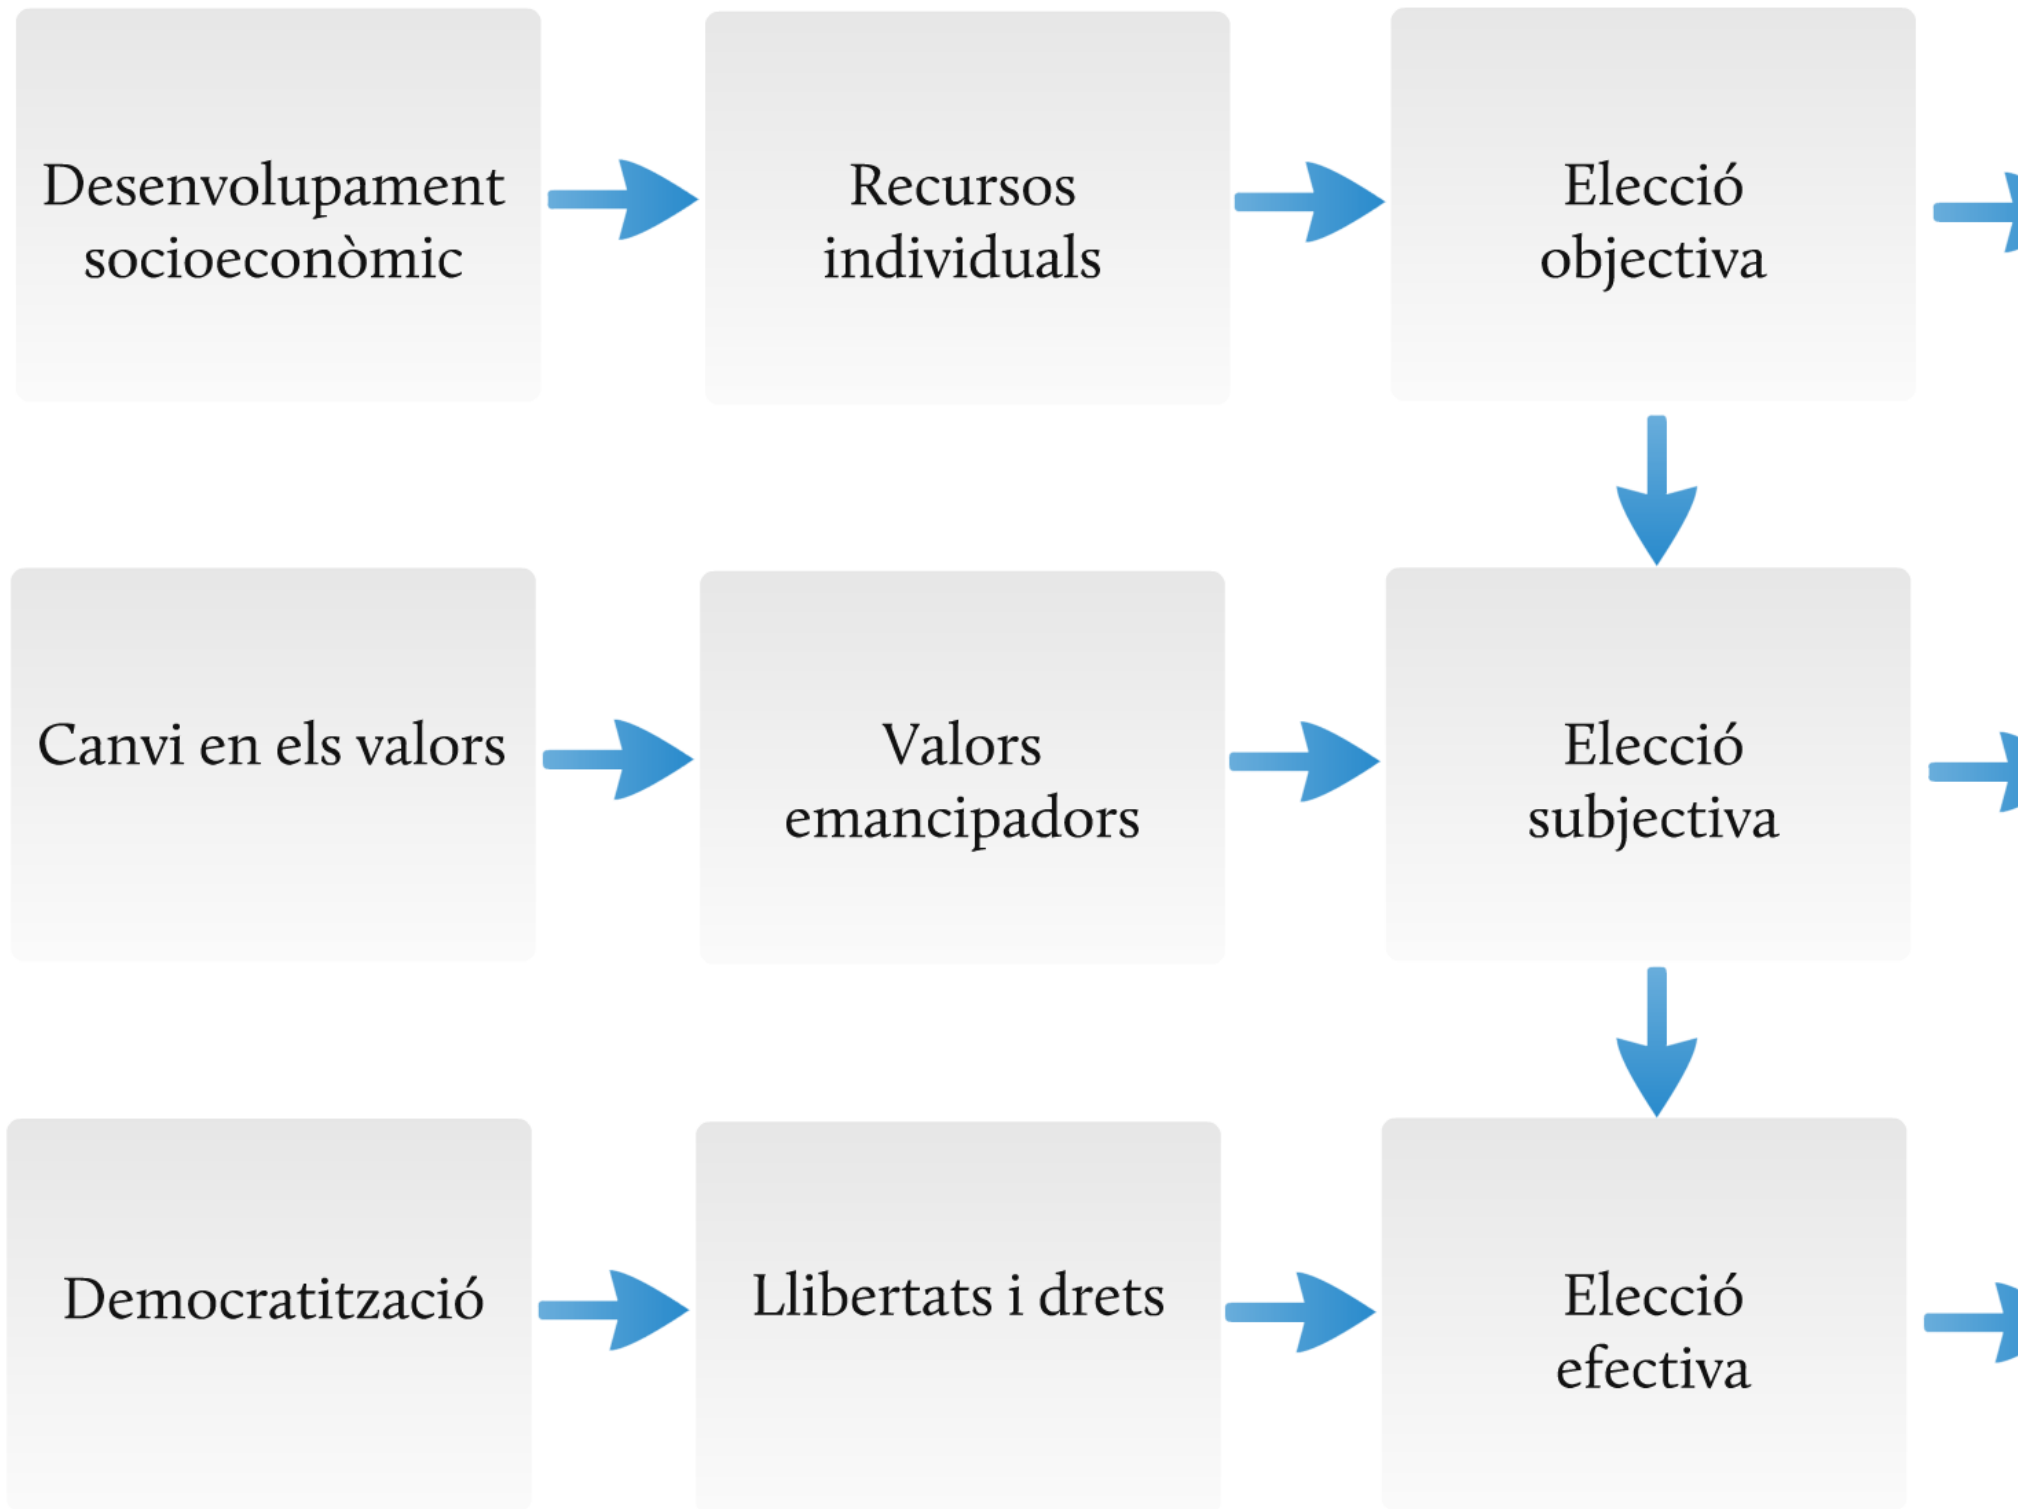 Desenvolupament
socioeconòmic
Recursos
individuals
Elecció
objectiva
Canvi en els valors
Valors
emancipadors
Elecció
subjectiva
Democratització
Llibertats i drets
Elecció
efectiva